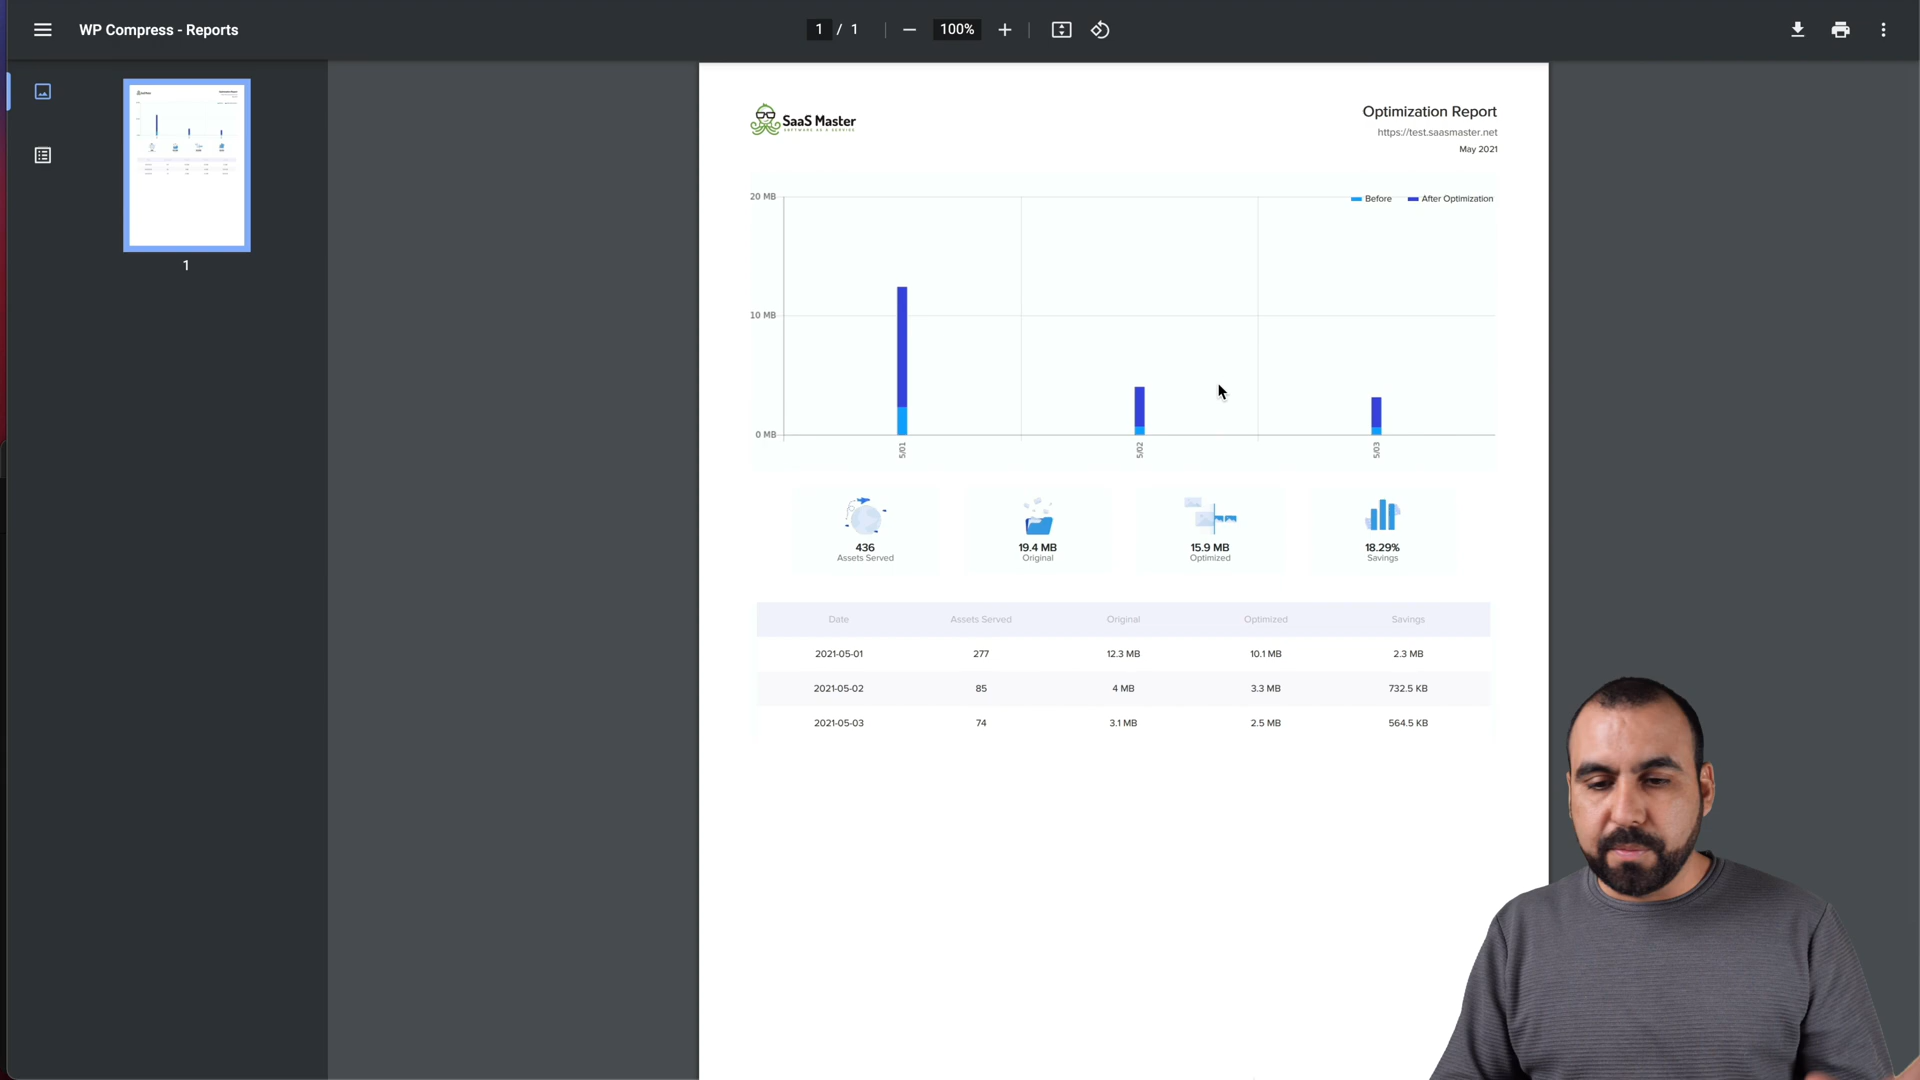 WP Compress - Reports
1 / 1
100%
1
SaaS Master
SOFTWARE AS A SERVICE
Optimization Report
https://test.saasmaster.net
May 2021
Before
After Optimization
20 MB
10 MB
0 MB
5/01
5/02
5/03
436
Assets Served
19.4 MB
Original
15.9 MB
Optimized
18.29%
Savings
Date Assets Served Original Optimized Savings
2021-05-01 277 12.3 MB 10.1 MB 2.3 MB
2021-05-02 85 4 MB 3.3 MB 732.5 KB
2021-05-03 74 3.1 MB 2.5 MB 564.5 KB